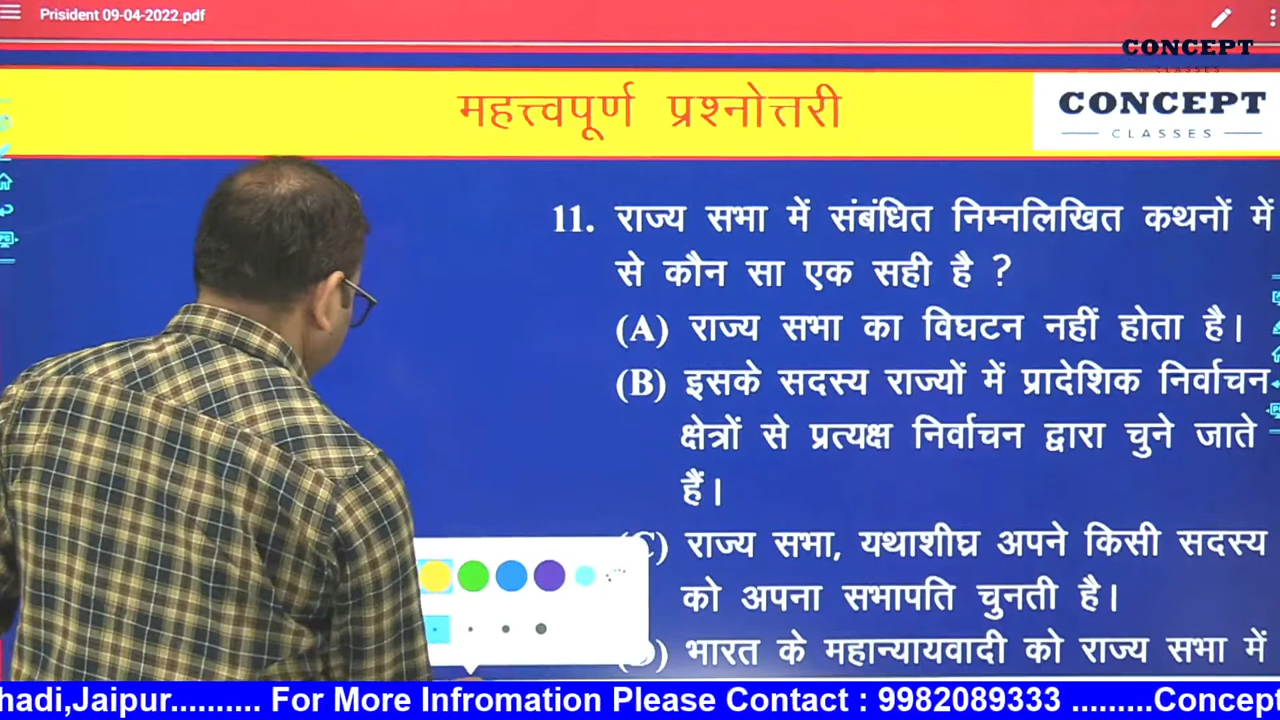 Prisident 09-04-2022.pdf
CONCEPT
CLASSES
महत्त्वपूर्ण प्रश्नोत्तरी
CONCEPT
CLASSES
11. राज्य सभा में संबंधित निम्नलिखित कथनों में
से कौन सा एक सही है ?
(A) राज्य सभा का विघटन नहीं होता है।
(B) इसके सदस्य राज्यों में प्रादेशिक निर्वाचन
क्षेत्रों से प्रत्यक्ष निर्वाचन द्वारा चुने जाते
हैं।
(C) राज्य सभा, यथाशीघ्र अपने किसी सदस्य
को अपना सभापति चुनती है।
भारत के महान्यायवादी को राज्य सभा में
hadi,Jaipur.......... For More Infromation Please Contact : 9982089333 .........Concept